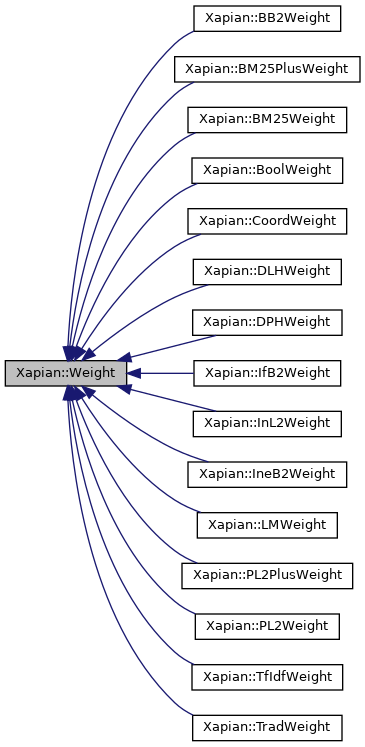 Xapian::BB2Weight
Xapian::BM25PlusWeight
Xapian::BM25Weight
Xapian::BoolWeight
Xapian::CoordWeight
Xapian::DLHWeight
Xapian::DPHWeight
Xapian::Weight
Xapian::IfB2Weight
Xapian::InL2Weight
Xapian::IneB2Weight
Xapian::LMWeight
Xapian::PL2PlusWeight
Xapian::PL2Weight
Xapian::TfIdfWeight
Xapian::TradWeight